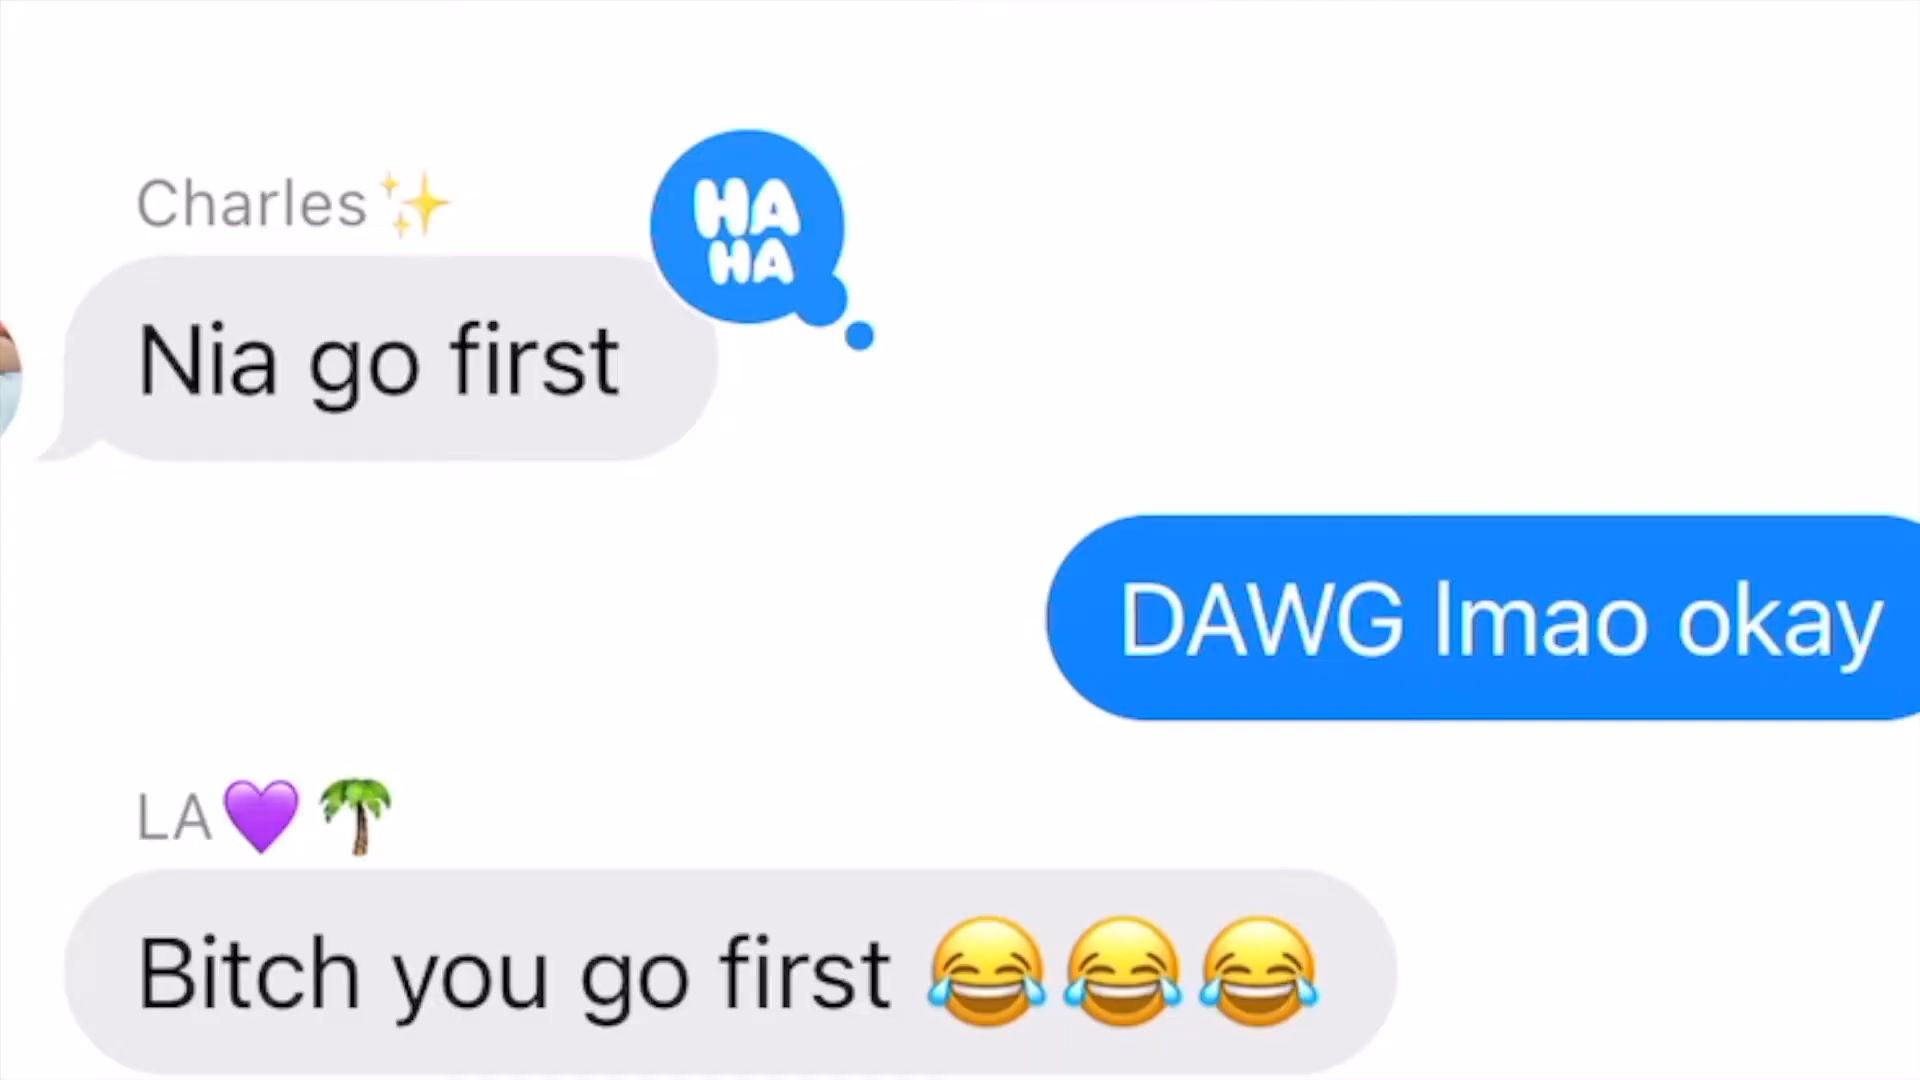 Charles✨
HA
HA
Nia go first
DAWG lmao okay
LA💜🌴
Bitch you go first 😂😂😂